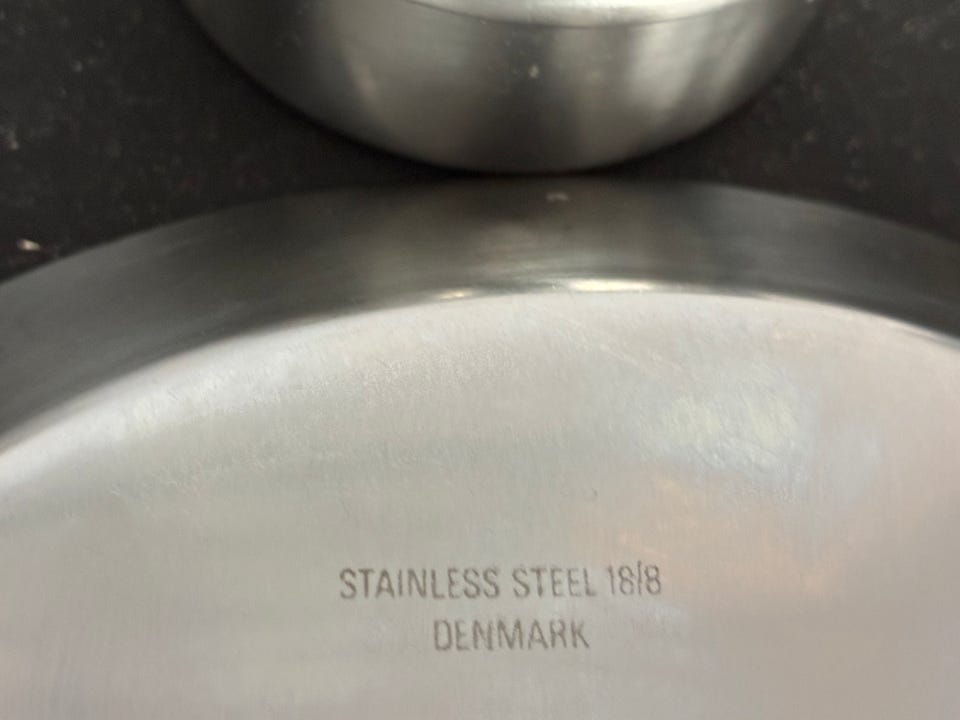 STAINLESS STEEL 18/8
DENMARK